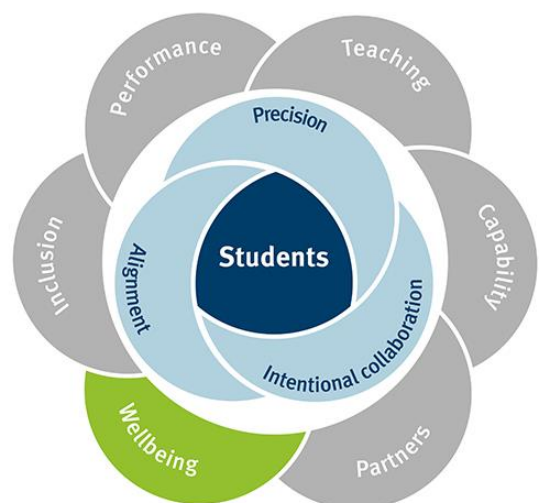 Performance
Teaching
Precision
Inclusion
Alignment
Students
Capability
Intentional collaboration
Wellbeing
Partners